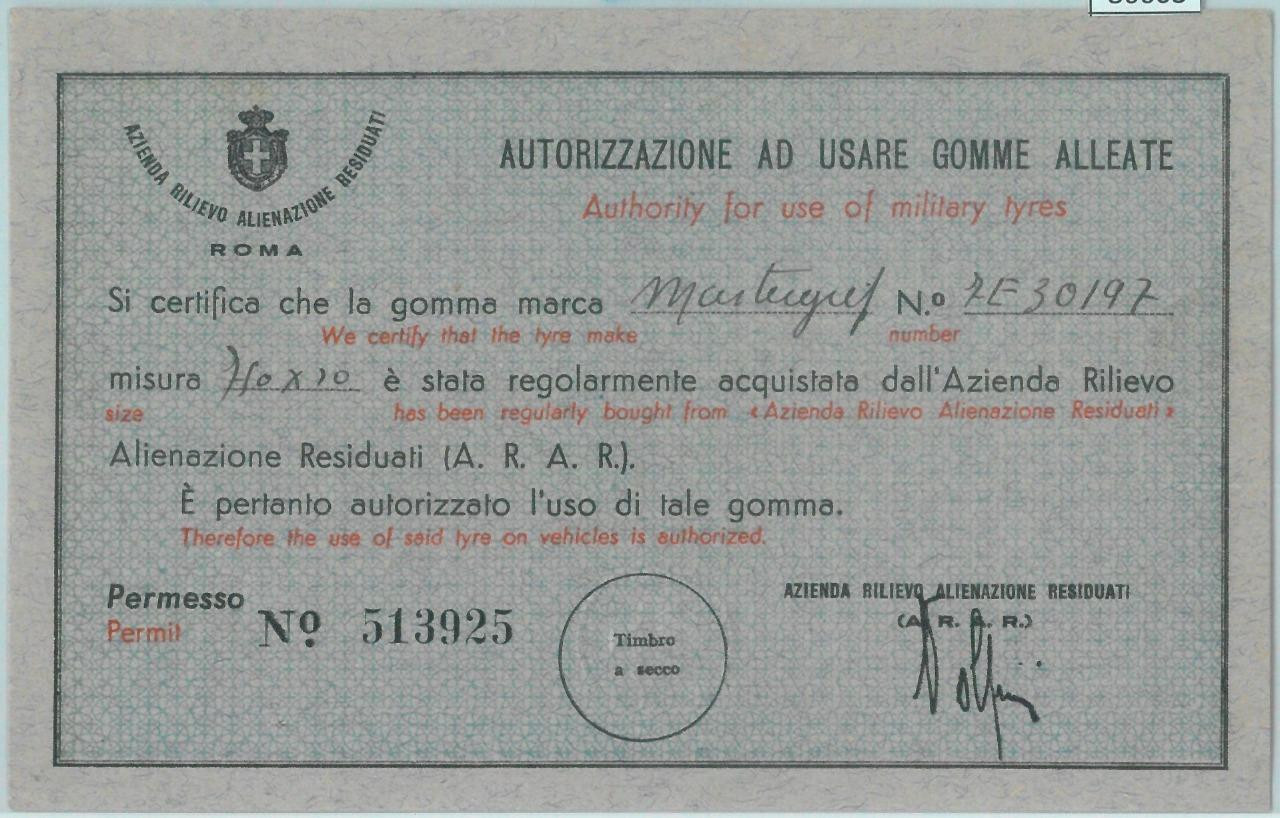 AZIENDA RILIEVO ALIENAZIONE RESIDUATI
ROMA
AUTORIZZAZIONE AD USARE GOMME ALLEATE
Authority for use of military tyres
Si certifica che la gomma marca N.o 30197
We certify that the tyre make number
misura è stata regolarmente acquistata dall'Azienda Rilievo
size has been regularly bought from «Azienda Rilievo Alienazione Residuati»
Alienazione Residuati (A. R. A. R.).
È pertanto autorizzato l'uso di tale gomma.
Therefore the use of said tyre on vehicles is authorized.
Permesso
Permit
Nº 513925
Timbro
a secco
AZIENDA RILIEVO ALIENAZIONE RESIDUATI
(A. R. A. R.)